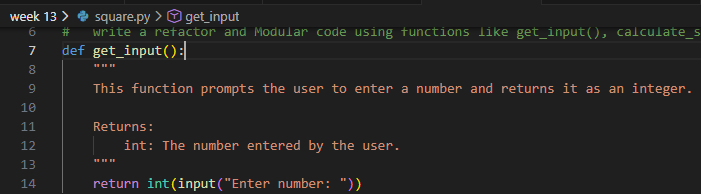 week 13 > square.py > get_input
6 # write a refactor and Modular code using functions like get_input(), calculate_s
7 def get_input():
8 """
9 This function prompts the user to enter a number and returns it as an integer.
10
11 Returns:
12 int: The number entered by the user.
13 """
14 return int(input("Enter number: "))